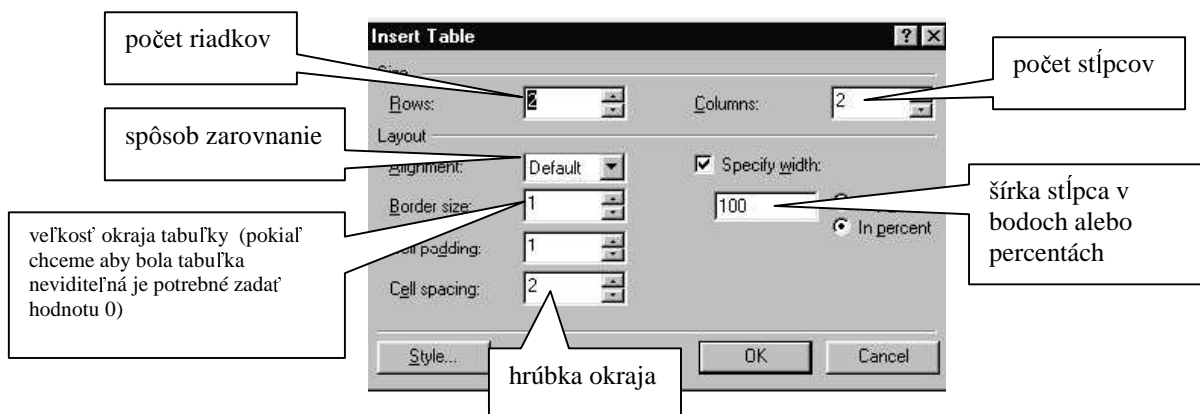 počet riadkov
Insert Table
počet stĺpcov
Rows:
2
Columns:
2
spôsob zarovnanie
Layout
Alignment:
Default
Specify width:
šírka stĺpca v
bodoch alebo
percentách
Border size:
1
100
In percent
veľkosť okraja tabuľky (pokiaľ
chceme aby bola tabuľka
neviditeľná je potrebné zadať
hodnotu 0)
padding:
1
Cell spacing:
2
Style...
OK
Cancel
hrúbka okraja